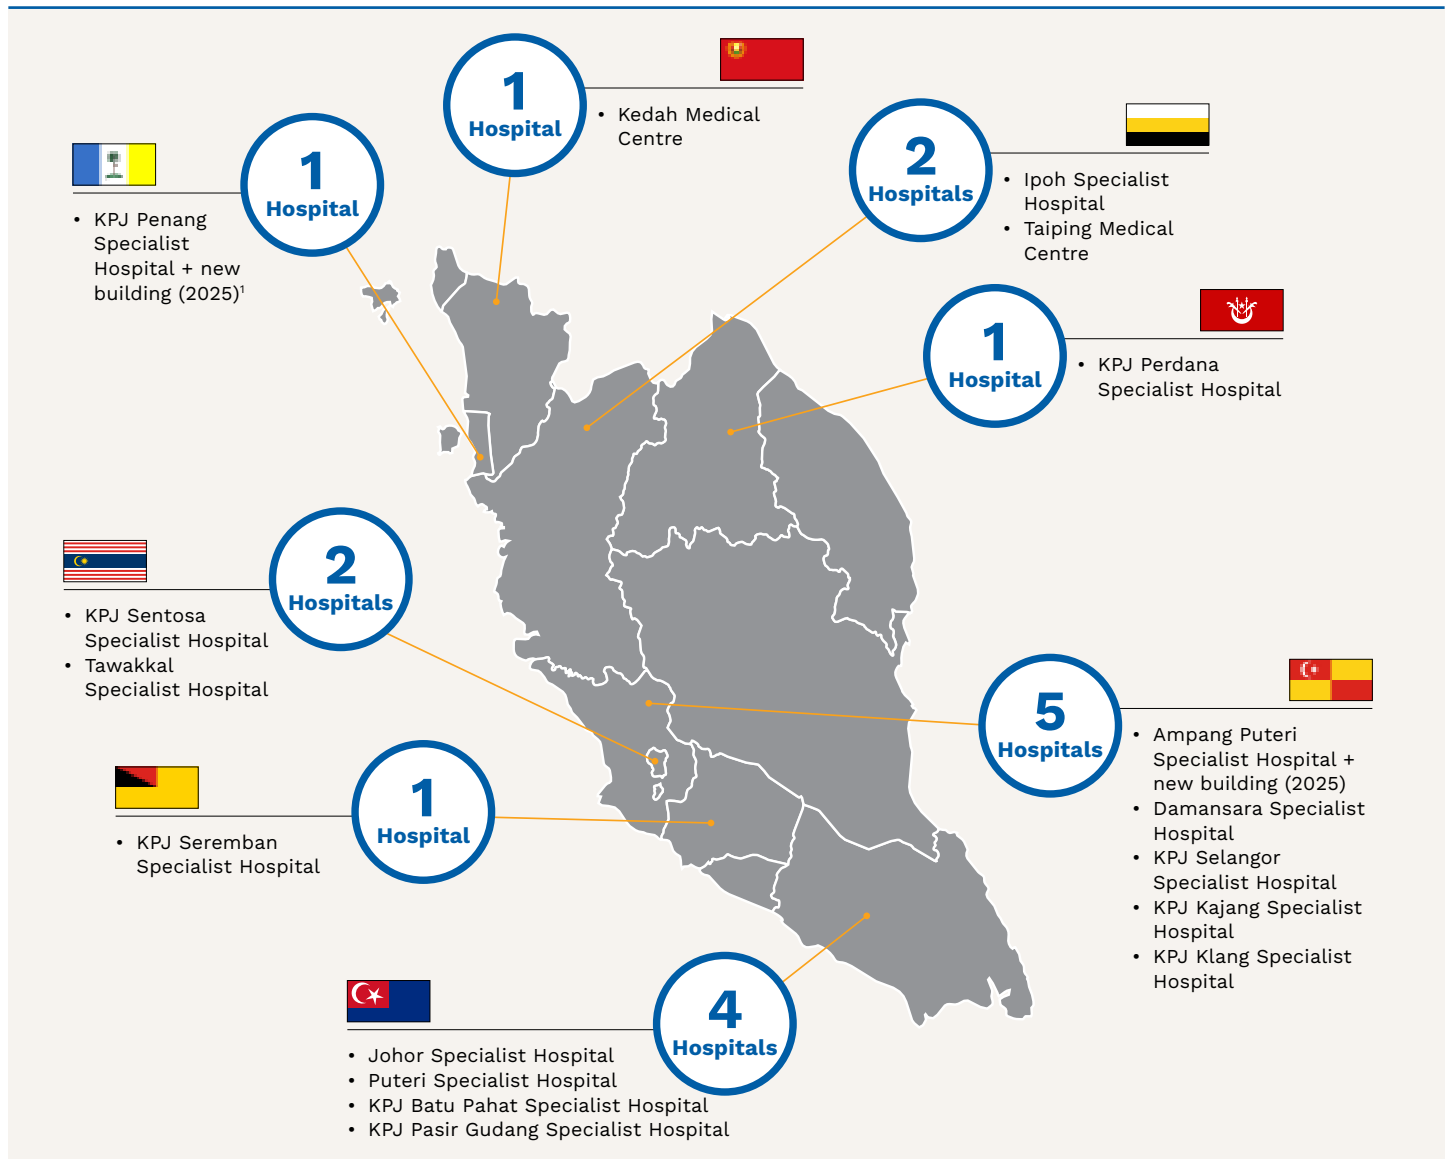 1
Hospital
• Kedah Medical
Centre
1
Hospital
• KPJ Penang
Specialist
Hospital + new
building (2025)¹
2
Hospitals
• Ipoh Specialist
Hospital
• Taiping Medical
Centre
1
Hospital
• KPJ Perdana
Specialist Hospital
2
Hospitals
• KPJ Sentosa
Specialist Hospital
• Tawakkal
Specialist Hospital
5
Hospitals
• Ampang Puteri
Specialist Hospital +
new building (2025)
• Damansara Specialist
Hospital
• KPJ Selangor
Specialist Hospital
• KPJ Kajang Specialist
Hospital
• KPJ Klang Specialist
Hospital
1
Hospital
• KPJ Seremban
Specialist Hospital
4
Hospitals
• Johor Specialist Hospital
• Puteri Specialist Hospital
• KPJ Batu Pahat Specialist Hospital
• KPJ Pasir Gudang Specialist Hospital